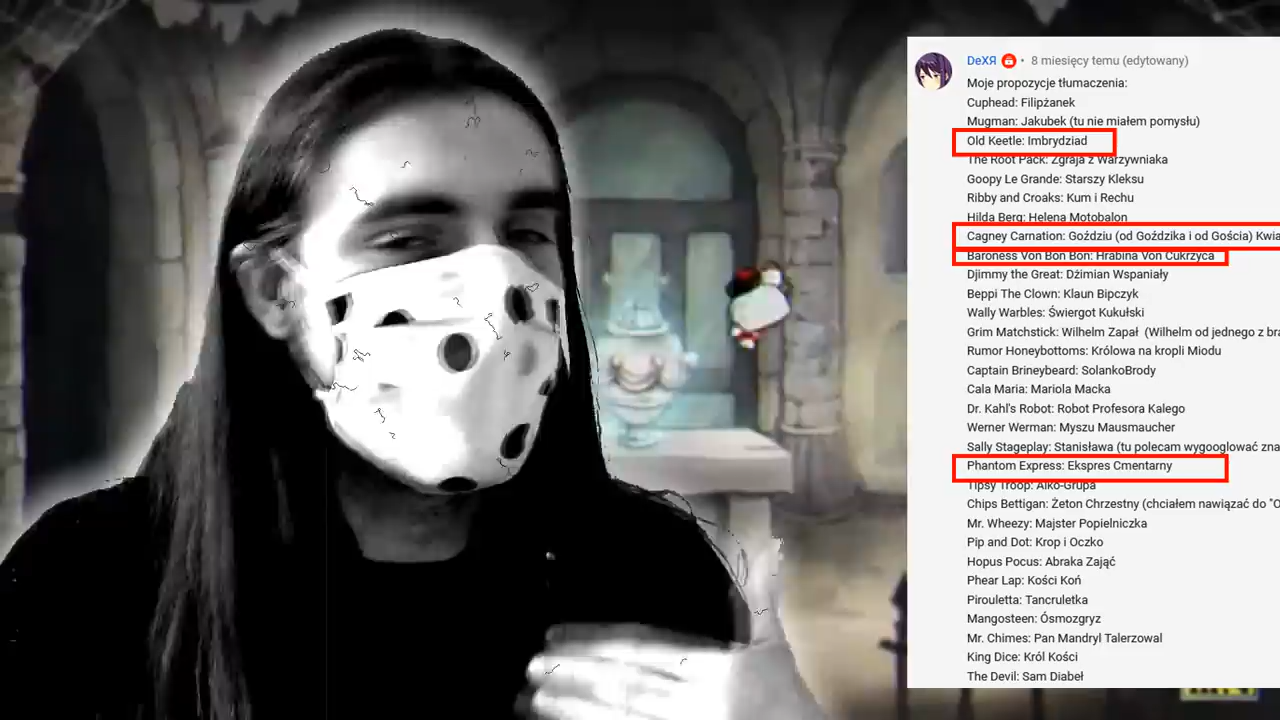 DeXЯ • 8 miesięcy temu (edytowany)
Moje propozycje tłumaczenia:
Cuphead: Filipżanek
Mugman: Jakubek (tu nie miałem pomysłu)
Old Keetle: Imbrydziad
The Root Pack: Zgraja z Warzywniaka
Goopy Le Grande: Starszy Kleksu
Ribby and Croaks: Kum i Rechu
Hilda Berg: Helena Motobalon
Cagney Carnation: Goździu (od Goździka i od Gościa) Kwia
Baroness Von Bon Bon: Hrabina Von Cukrzyca
Djimmy the Great: Dżimian Wspaniały
Beppi The Clown: Klaun Bipczyk
Wally Warbles: Świergot Kukułski
Grim Matchstick: Wilhelm Zapał (Wilhelm od jednego z bra
Rumor Honeybottoms: Królowa na kropli Miodu
Captain Brineybeard: SolankoBrody
Cala Maria: Mariola Macka
Dr. Kahl's Robot: Robot Profesora Kalego
Werner Werman: Myszu Mausmaucher
Sally Stageplay: Stanisława (tu polecam wygooglować zna
Phantom Express: Ekspres Cmentarny
Tipsy Troop: Alko-Grupa
Chips Bettigan: Żeton Chrzestny (chciałem nawiązać do "O
Mr. Wheezy: Majster Popielniczka
Pip and Dot: Krop i Oczko
Hopus Pocus: Abraka Zająć
Phear Lap: Kości Koń
Pirouletta: Tancruletka
Mangosteen: Ósmozgryz
Mr. Chimes: Pan Mandryl Talerzowal
King Dice: Król Kości
The Devil: Sam Diabeł